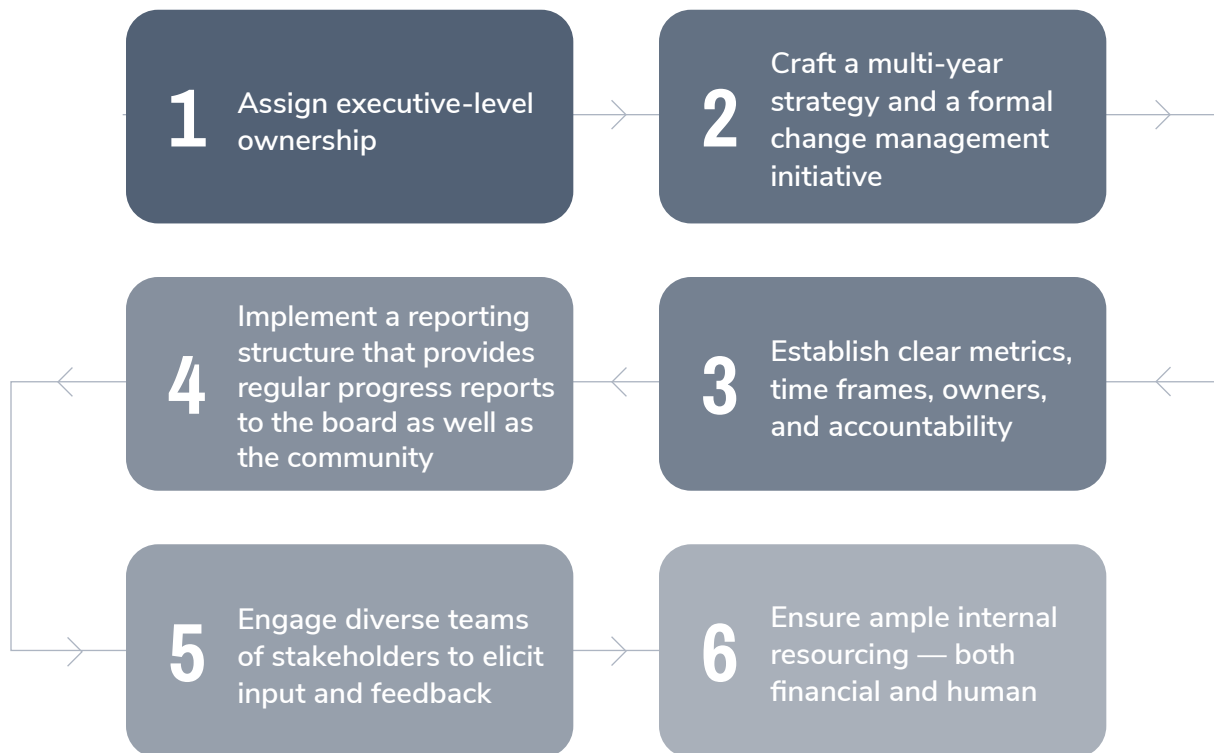 1
Assign executive-level
ownership
2
Craft a multi-year
strategy and a formal
change management
initiative
3
Establish clear metrics,
time frames, owners,
and accountability
4
Implement a reporting
structure that provides
regular progress reports
to the board as well as
the community
5
Engage diverse teams
of stakeholders to elicit
input and feedback
6
Ensure ample internal
resourcing — both
financial and human